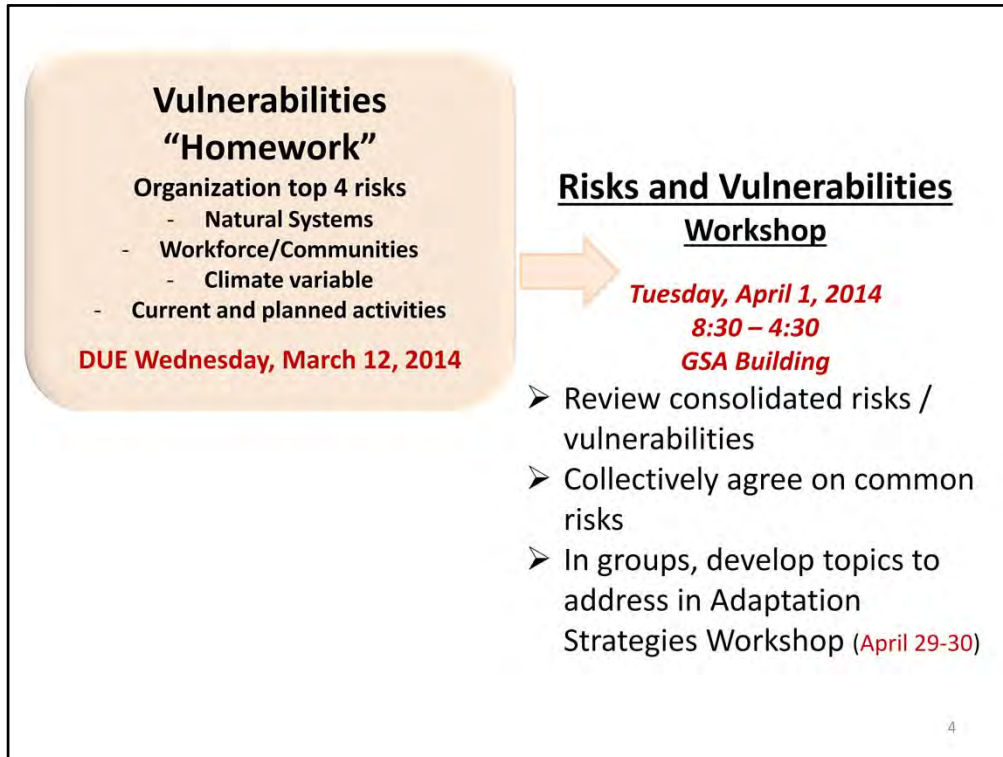 Vulnerabilities
“Homework”
Organization top 4 risks
- Natural Systems
- Workforce/Communities
- Climate variable
- Current and planned activities
DUE Wednesday, March 12, 2014
Risks and Vulnerabilities
Workshop
Tuesday, April 1, 2014
8:30 – 4:30
GSA Building
➢ Review consolidated risks /
vulnerabilities
➢ Collectively agree on common
risks
➢ In groups, develop topics to
address in Adaptation
Strategies Workshop (April 29-30)
4